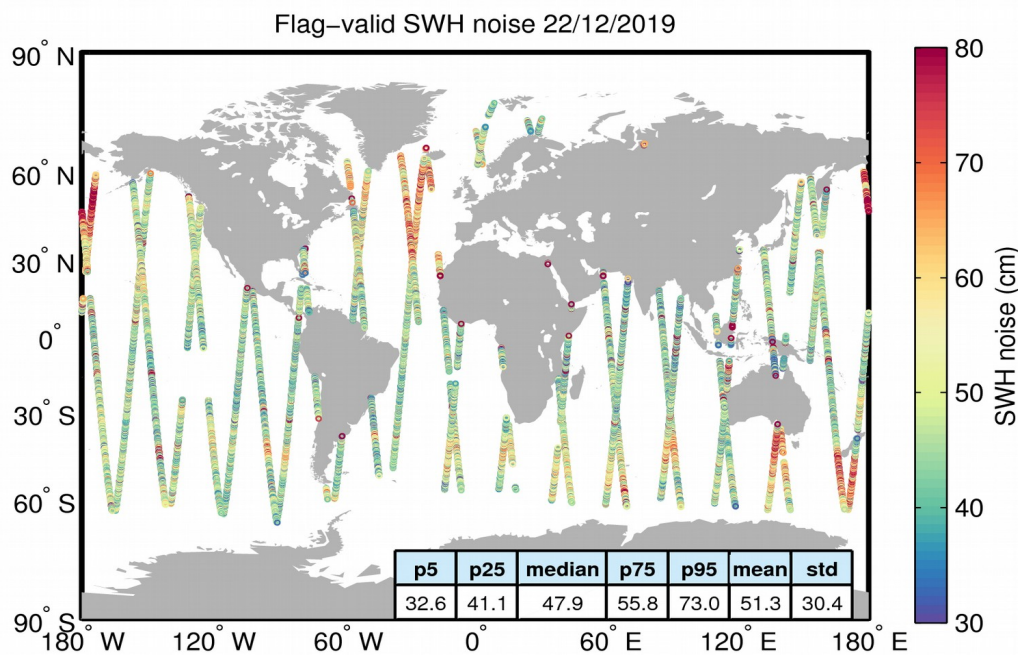 Flag−valid SWH noise 22/12/2019
90° N
60° N
30° N
0°
30° S
60° S
90° S
180° W
120° W
60° W
0°
60° E
120° E
180° E
80
70
60
50
40
30
SWH noise (cm)
p5 p25 median p75 p95 mean std
32.6 41.1 47.9 55.8 73.0 51.3 30.4